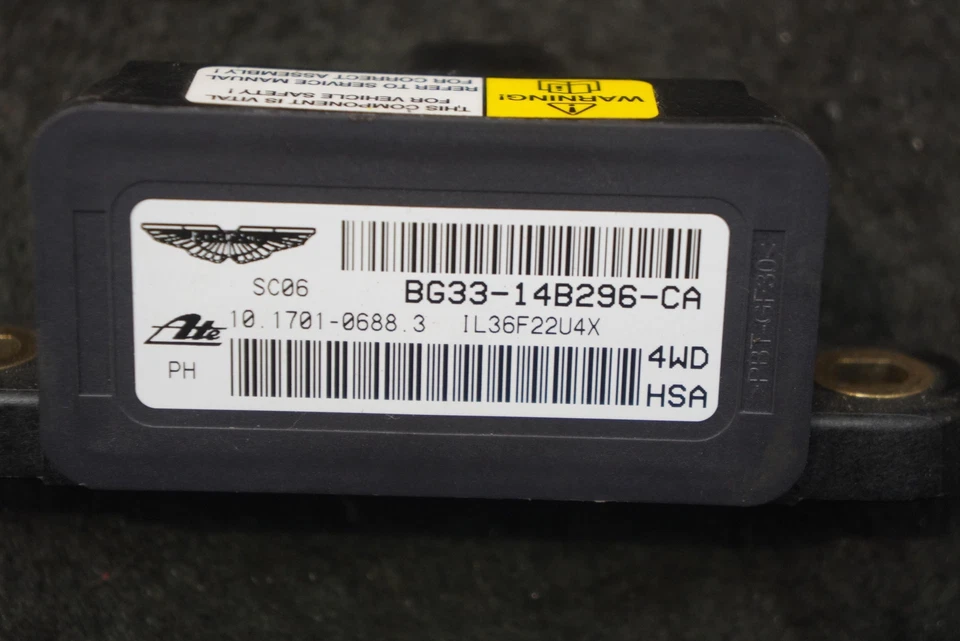 THIS COMPONENT IS VITAL
FOR VEHICLE SAFETY !
REFER TO SERVICE MANUAL
FOR CORRECT ASSEMBLY !
WARNING!
SC06
BG33-14B296-CA
Ate
10.1701-0688.3 IL36F22U4X
PH
4WD
HSA
>PBT-GF30<